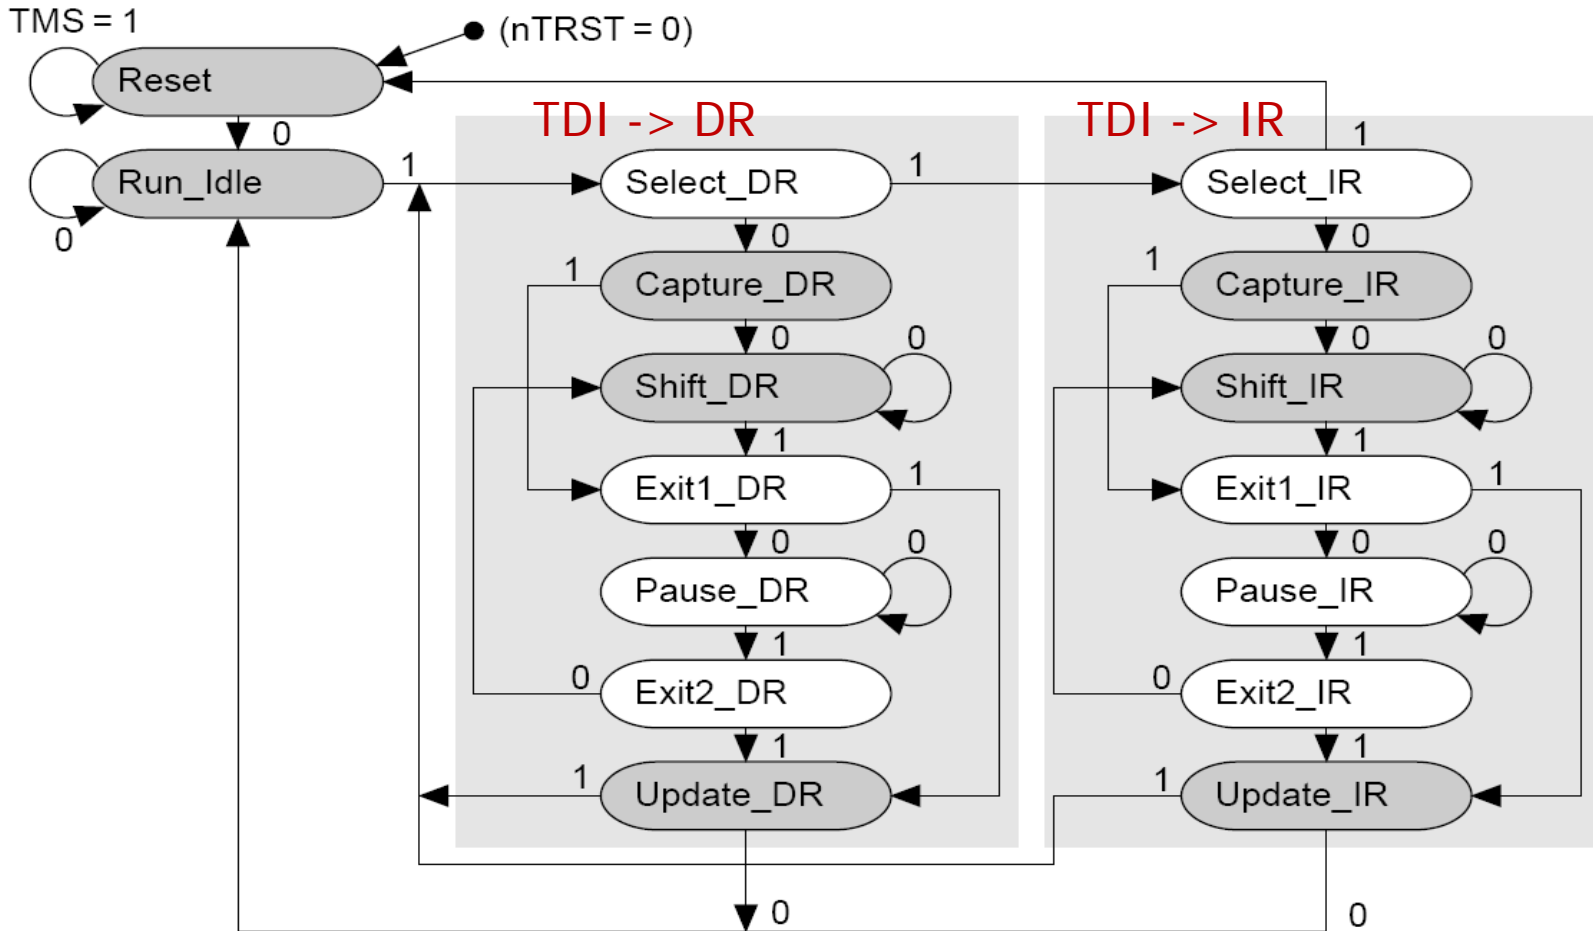 TMS = 1
(nTRST = 0)
Reset
0
TDI -> DR
TDI -> IR
1
Run_Idle
1
0
Select_DR
1
Select_IR
0
0
1
Capture_DR
1
Capture_IR
0
0
0
0
Shift_DR
Shift_IR
1
1
Exit1_DR
1
Exit1_IR
1
0
0
0
0
Pause_DR
Pause_IR
1
1
0
Exit2_DR
0
Exit2_IR
1
1
1
Update_DR
1
Update_IR
0
0